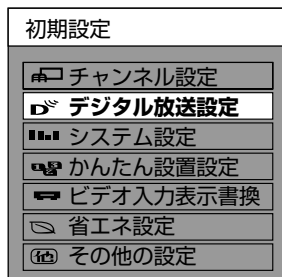 初期設定
チャンネル設定
デジタル放送設定
システム設定
かんたん設置設定
ビデオ入力表示書換
省エネ設定
他 その他の設定